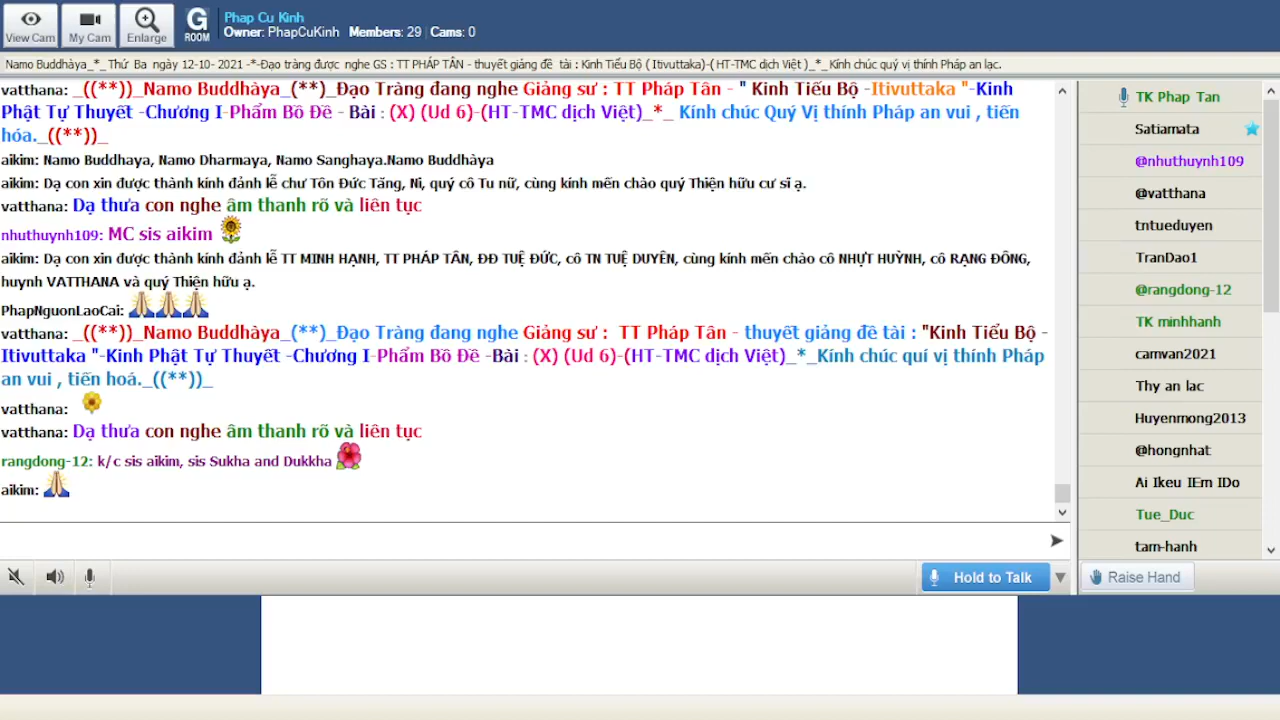 View Cam
My Cam
Enlarge
G
ROOM
Phap Cu Kinh
Owner: PhapCuKinh Members: 29 Cams: 0
Namo Buddhàya_*_Thứ Ba ngày 12-10- 2021 -*-Đạo tràng được nghe GS : TT PHÁP TÂN - thuyết giảng đề tài : Kinh Tiểu Bộ ( Itivuttaka)-( HT-TMC dịch Việt )_*_Kính chúc quý vị thính Pháp an lạc.
vatthana: _((**))_Namo Buddhàya_(**)_Đạo Tràng đang nghe Giảng sư : TT Pháp Tân - " Kinh Tiểu Bộ -Itivuttaka "-Kinh
Phật Tự Thuyết -Chương I-Phẩm Bồ Đề - Bài : (X) (Ud 6)-(HT-TMC dịch Việt)_*_ Kính chúc Quý Vị thính Pháp an vui , tiến
hóa._((**))_
aikim: Namo Buddhaya, Namo Dharmaya, Namo Sanghaya.Namo Buddhàya
aikim: Dạ con xin được thành kính đảnh lễ chư Tôn Đức Tăng, Ni, quý cô Tu nữ, cùng kính mến chào quý Thiện hữu cư sĩ ạ.
vatthana: Dạ thưa con nghe âm thanh rõ và liên tục
nhuthuynh109: MC sis aikim
aikim: Dạ con xin được thành kính đảnh lễ TT MINH HẠNH, TT PHÁP TÂN, ĐĐ TUỆ ĐỨC, cô TN TUỆ DUYÊN, cùng kính mến chào cô NHỰT HUỲNH, cô RẠNG ĐÔNG,
huynh VATTHANA và quý Thiện hữu ạ.
PhapNguonLaoCai:
vatthana: _((**))_Namo Buddhàya_(**)_Đạo Tràng đang nghe Giảng sư : TT Pháp Tân - thuyết giảng đề tài : "Kinh Tiểu Bộ -
Itivuttaka "-Kinh Phật Tự Thuyết -Chương I-Phẩm Bồ Đề -Bài : (X) (Ud 6)-(HT-TMC dịch Việt)_*_Kính chúc quí vị thính Pháp
an vui , tiến hoá._((**))_
vatthana:
vatthana: Dạ thưa con nghe âm thanh rõ và liên tục
rangdong-12: k/c sis aikim, sis Sukha and Dukkha
aikim:
TK Phap Tan
Satiamata
@nhuthuynh109
@vatthana
tntueduyen
TranDao1
@rangdong-12
TK minhhanh
camvan2021
Thy an lac
Huyenmong2013
@hongnhat
Ai Ikeu IEm IDo
Tue_Duc
tam-hanh
Hold to Talk
Raise Hand